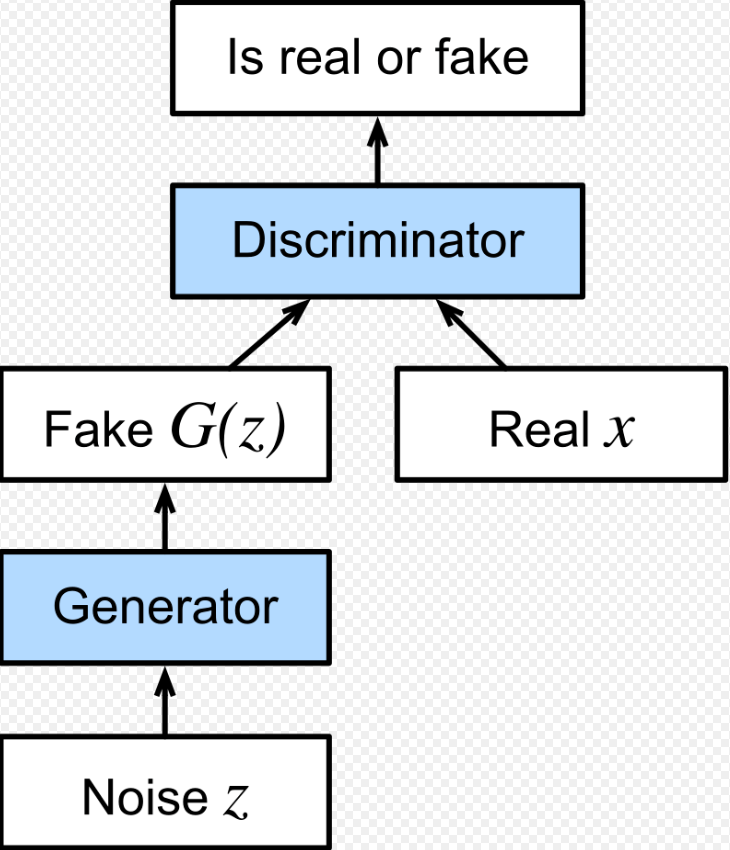 Is real or fake
Discriminator
Fake G(z)
Real x
Generator
Noise z